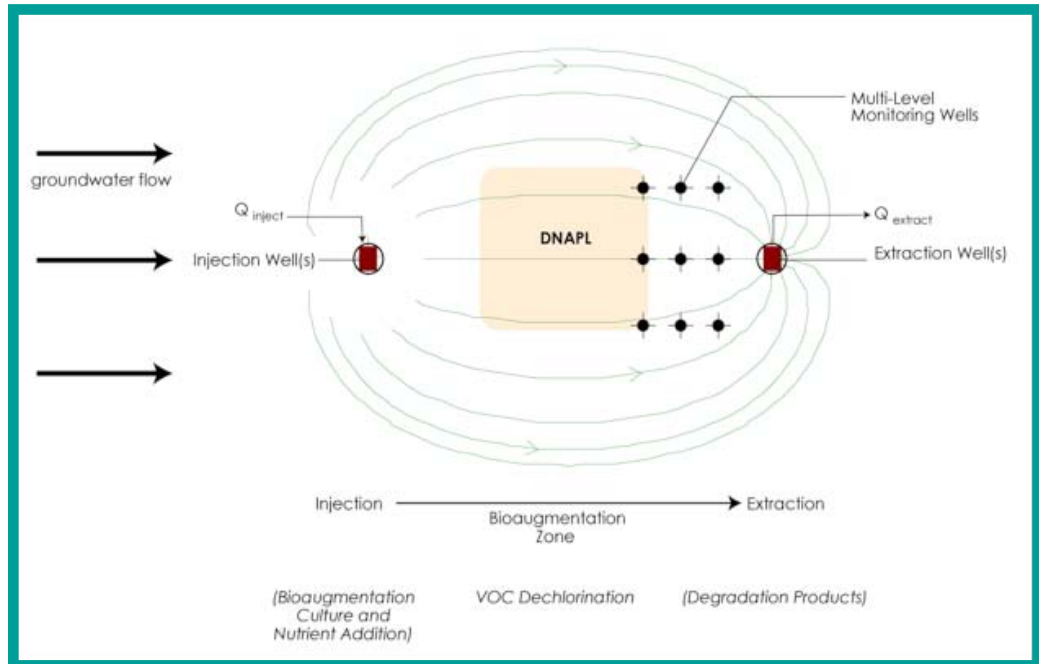 Multi-Level
Monitoring Wells
groundwater flow
Q inject
Q extract
DNAPL
Injection Well(s)
Extraction Well(s)
Injection
Extraction
Bioaugmentation
Zone
(Bioaugmentation
Culture and
Nutrient Addition)
VOC Dechlorination
(Degradation Products)